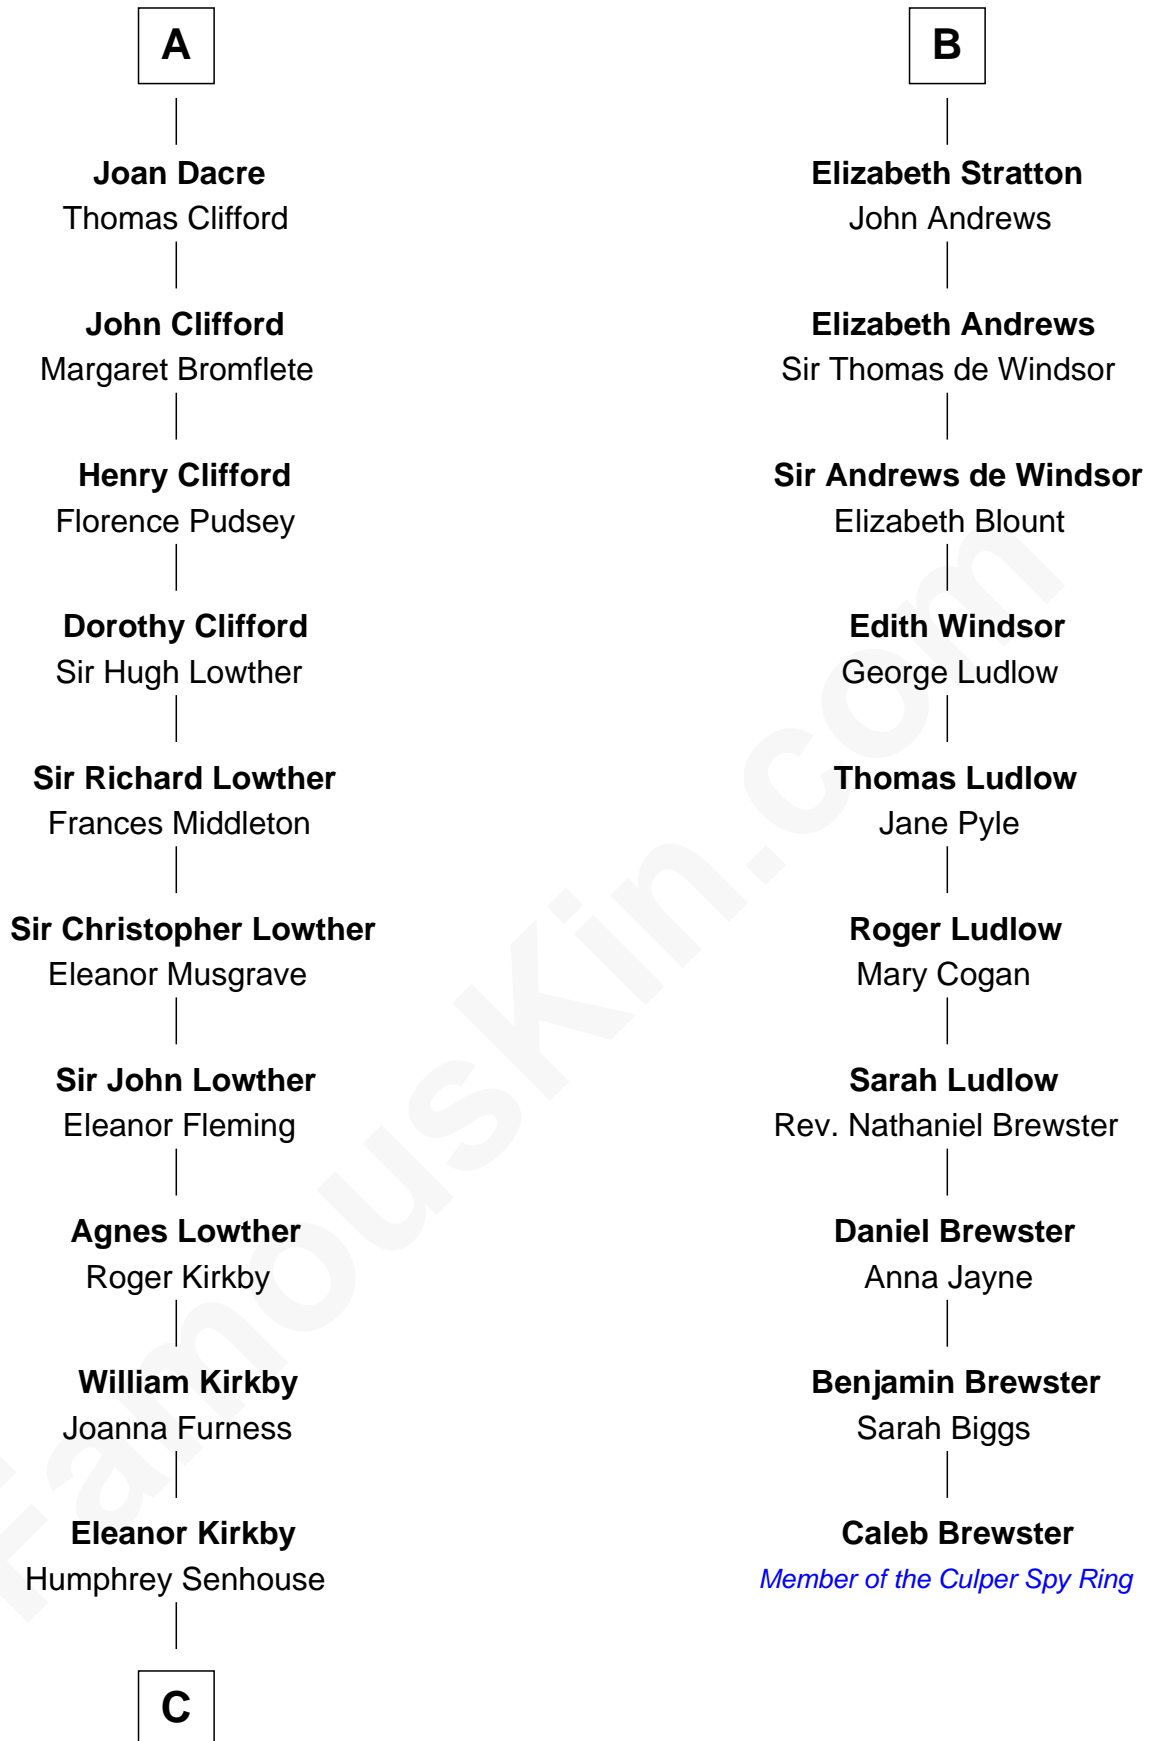 A
Joan Dacre
Thomas Clifford
John Clifford
Margaret Bromflete
Henry Clifford
Florence Pudsey
Dorothy Clifford
Sir Hugh Lowther
Sir Richard Lowther
Frances Middleton
Sir Christopher Lowther
Eleanor Musgrave
Sir John Lowther
Eleanor Fleming
Agnes Lowther
Roger Kirkby
William Kirkby
Joanna Furness
Eleanor Kirkby
Humphrey Senhouse
C
B
Elizabeth Stratton
John Andrews
Elizabeth Andrews
Sir Thomas de Windsor
Sir Andrews de Windsor
Elizabeth Blount
Edith Windsor
George Ludlow
Thomas Ludlow
Jane Pyle
Roger Ludlow
Mary Cogan
Sarah Ludlow
Rev. Nathaniel Brewster
Daniel Brewster
Anna Jayne
Benjamin Brewster
Sarah Biggs
Caleb Brewster
Member of the Culper Spy Ring
FamousKin.com